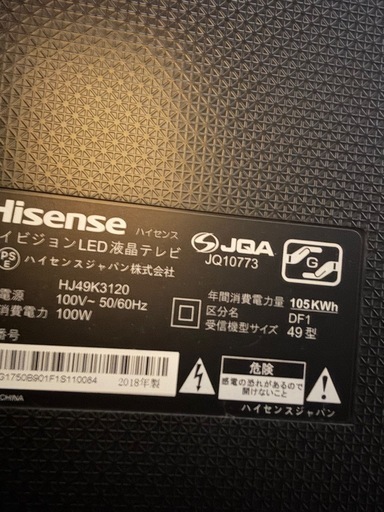 Hisense ハイセンス
イビジョンLED 液晶テレビ
PS
E
ハイセンスジャパン株式会社
JQA
JQ10773
G
電源
HJ49K3120
100V~ 50/60Hz
消費電力 100W
番号
年間消費電力量 105KWh
区分名 DF1
受信機型サイズ 49 型
G1750B901F1S110084
2018年製
CHINA
危険
感電の恐れがあるので
開けないこと
ハイセンスジャパン